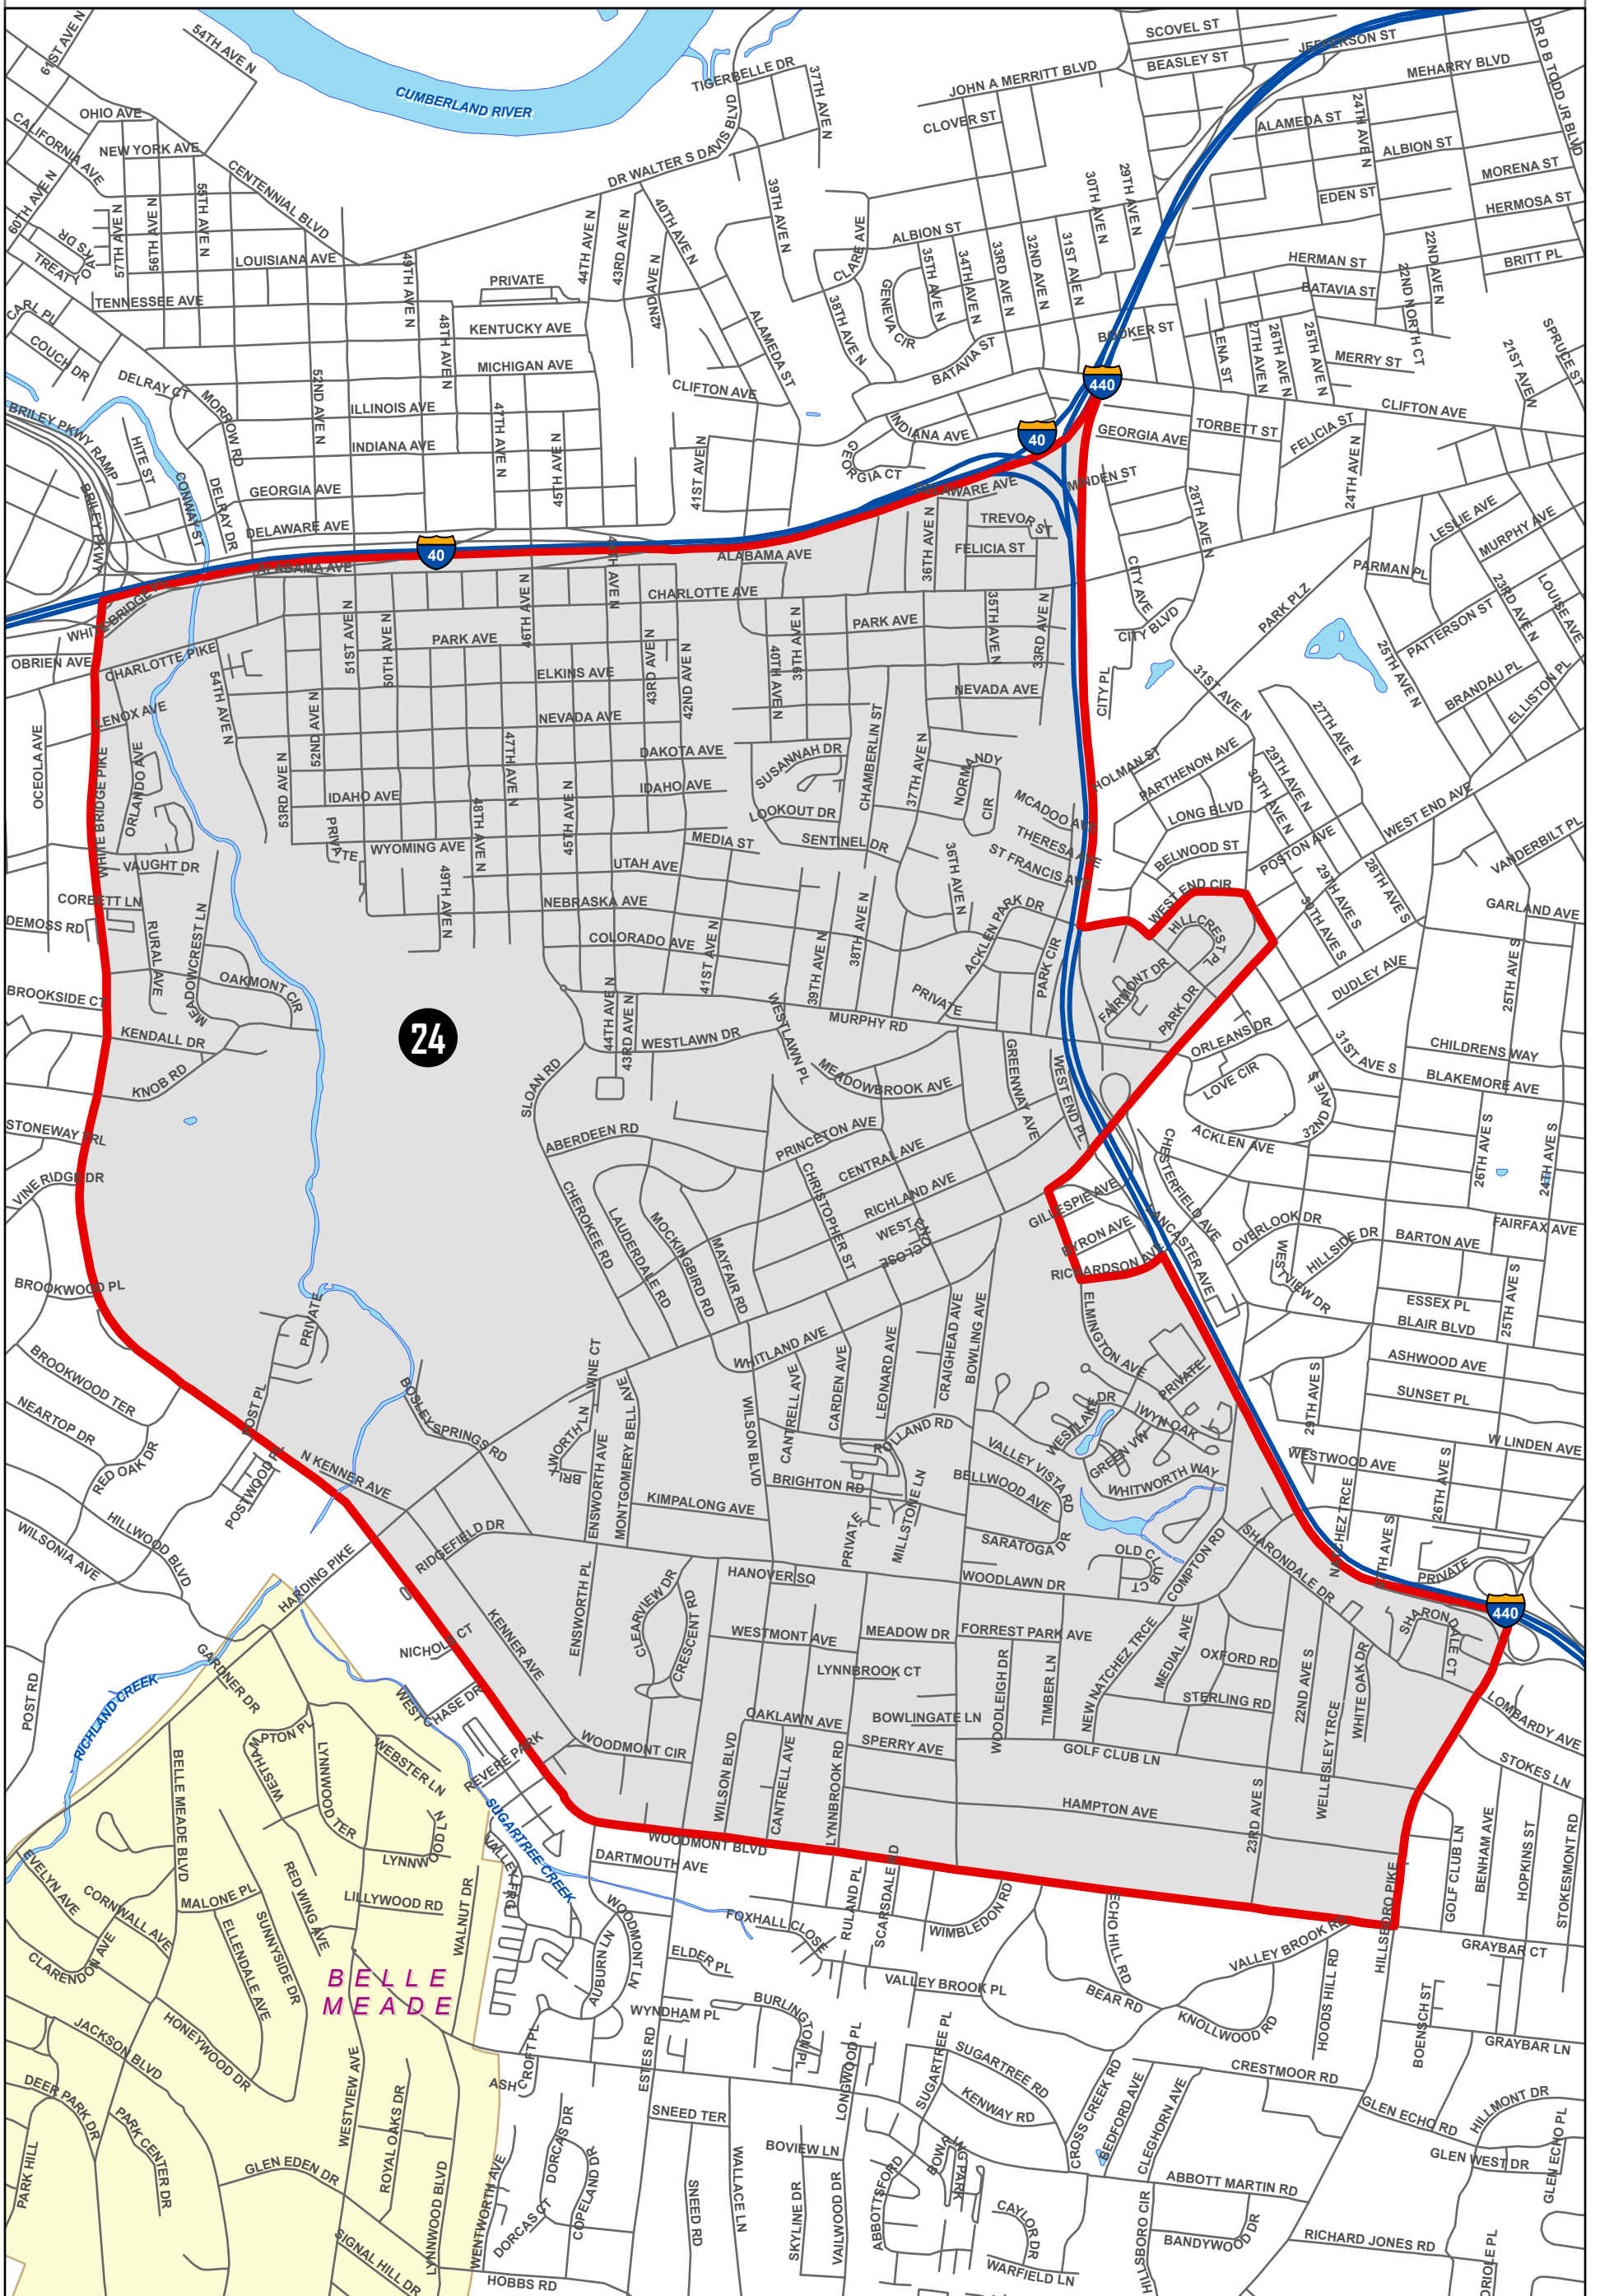 SCOVEL ST
61ST AVE N
54TH AVE N
JEFFERSON ST
DR D B TODD JR BLVD
BEASLEY ST
MEHARRY BLVD
TIGERBELLE DR
37TH AVE N
JOHN A MERRITT BLVD
CUMBERLAND RIVER
OHIO AVE
CALIFORNIA AVE
CLOVER ST
ALAMEDA ST
24TH AVE N
NEW YORK AVE
ALBION ST
DR WALTER S DAVIS BLVD
CENTENNIAL BLVD
MORENA ST
60TH AVE N
55TH AVE N
39TH AVE N
30TH AVE N
29TH AVE N
EDEN ST
HERMOSA ST
57TH AVE N
56TH AVE N
44TH AVE N
43RD AVE N
40TH AVE N
CLARE AVE
ALBION ST
TREATY OAKS DR
LOUISIANA AVE
49TH AVE N
42ND AVE N
35TH AVE N
34TH AVE N
33RD AVE N
32ND AVE N
31ST AVE N
HERMAN ST
22ND AVE N
BRITT PL
PRIVATE
TENNESSEE AVE
GENEVA CIR
BATAVIA ST
22ND NORTH CT
CARL PL
KENTUCKY AVE
ALAMEDA ST
38TH AVE N
BOOKER ST
LENA ST
27TH AVE N
26TH AVE N
25TH AVE N
21ST AVE N
SPRUCE ST
COUCH DR
48TH AVE N
MICHIGAN AVE
BATAVIA ST
MERRY ST
DELRAY CT
MORROW RD
52ND AVE N
CLIFTON AVE
440
BRILEY PKWY RAMP
ILLINOIS AVE
47TH AVE N
INDIANA AVE
GEORGIA AVE
TORBETT ST
FELICIA ST
CLIFTON AVE
HITE ST
INDIANA AVE
45TH AVE N
41ST AVE N
40
GEORGIA CT
24TH AVE N
BRILEY PKWY
CONWAY ST
DELRAY DR
GEORGIA AVE
DELAWARE AVE
MINDEN ST
28TH AVE N
LESLIE AVE
DELAWARE AVE
TREVOR ST
36TH AVE N
MURPHY AVE
40
ALABAMA AVE
FELICIA ST
ALABAMA AVE
PARMAN PL
WHITE BRIDGE PIKE
46TH AVE N
CHARLOTTE AVE
35TH AVE N
33RD AVE N
CITY AVE
PARK PLZ
23RD AVE N
LOUISE AVE
OBRIEN AVE
51ST AVE N
50TH AVE N
PARK AVE
43RD AVE N
40TH AVE N
39TH AVE N
PARK AVE
CITY BLVD
PATTERSON ST
CHARLOTTE PIKE
54TH AVE N
ELKINS AVE
42ND AVE N
NEVADA AVE
CITY PL
31ST AVE N
25TH AVE N
BRANDAU PL
ELLISTON PL
LENOX AVE
52ND AVE N
NEVADA AVE
CHAMBERLIN ST
27TH AVE N
OCEOLA AVE
WHITE BRIDGE PIKE
ORLANDO AVE
53RD AVE N
47TH AVE N
DAKOTA AVE
SUSANNAH DR
37TH AVE N
NORMANDY CIR
HOLMAN ST
PARTHENON AVE
29TH AVE N
30TH AVE N
IDAHO AVE
IDAHO AVE
LOOKOUT DR
MCADOO AVE
LONG BLVD
WEST END AVE
PRIVATE
WYOMING AVE
48TH AVE N
45TH AVE N
MEDIA ST
SENTINEL DR
36TH AVE N
THERESA AVE
ST FRANCIS AVE
BELWOOD ST
POSTON AVE
VANDERBILT PL
VAUGHT DR
UTAH AVE
29TH AVE S
28TH AVE S
CORBETT LN
49TH AVE N
NEBRASKA AVE
38TH AVE N
ACKLEN PARK DR
WEST END CIR
HILLCREST PL
30TH AVE S
GARLAND AVE
DEMOSS RD
RURAL AVE
MEADOWCREST LN
COLORADO AVE
41ST AVE N
39TH AVE N
PARK CIR
FAIRMONT DR
DUDLEY AVE
25TH AVE S
BROOKSIDE CT
OAKMONT CIR
44TH AVE N
43RD AVE N
PRIVATE
PARK DR
KENDALL DR
24
WESTLAWN DR
WESTLAWN PL
MURPHY RD
ORLEANS DR
31ST AVE S
CHILDRENS WAY
KNOB RD
SLOAN RD
MEADOWBROOK AVE
GREENWAY AVE
WEST END PL
LOVE CIR
BLAKEMORE AVE
STONEWAY TRL
ABERDEEN RD
PRINCETON AVE
CENTRAL AVE
32ND AVE S
ACKLEN AVE
26TH AVE S
24TH AVE S
VINE RIDGE DR
CHEROKEE RD
LAUDERDALE RD
MOCKINGBIRD RD
MAYFAIR RD
CHRISTOPHER ST
RICHLAND AVE
WEST END CLOSE
GILLESPIE AVE
CHESTERFIELD AVE
OVERLOOK DR
FAIRFAX AVE
BYRON AVE
LANCASTER AVE
WESTVIEW DR
HILLSIDE DR
BARTON AVE
BROOKWOOD PL
RICHARDSON AVE
PRIVATE
ELMINGTON AVE
ESSEX PL
25TH AVE S
BLAIR BLVD
BROOKWOOD TER
WHITLAND AVE
CRAIGHEAD AVE
BOWLING AVE
ASHWOOD AVE
POST PL
BOSLEY SPRINGS RD
VINE CT
CANTRELL AVE
CARDEN AVE
LEONARD AVE
PRIVATE
29TH AVE S
SUNSET PL
NEARTOP DR
RED OAK DR
BRIWORTH LN
ENSWORTH AVE
MONTGOMERY BELL AVE
WILSON BLVD
ROLLAND RD
VALLEY VISTA RD
WESTLAKE DR
WYN OAK
GREEN VW
W LINDEN AVE
N KENNER AVE
POSTWOOD PL
BRIGHTON RD
BELLWOOD AVE
WHITWORTH WAY
WESTWOOD AVE
26TH AVE S
HILLWOOD BLVD
KIMPALONG AVE
MILLSTONE LN
NATCHEZ TRCE
WILSONIA AVE
RIDGEFIELD DR
PRIVATE
SARATOGA DR
OLD CLUB CT
COMPTON RD
SHARONDALE DR
PRIVATE
HARDING PIKE
ENSWORTH PL
CLEARVIEW DR
HANOVER SQ
WOODLAWN DR
440
KENNER AVE
CRESCENT RD
WESTMONT AVE
MEADOW DR
FORREST PARK AVE
SHARONDALE CT
NICHOL CT
LYNNBROOK CT
WOODLEIGH DR
TIMBER LN
NEW NATCHEZ TRCE
MEDIAL AVE
OXFORD RD
22ND AVE S
WHITE OAK DR
POST RD
RICHLAND CREEK
GARDNER DR
WEST CHASE DR
OAKLAWN AVE
BOWLINGATE LN
STERLING RD
WELLESLEY TRCE
LOMBARDY AVE
WESTHAMPTON PL
WEBSTER LN
REVERE PARK
WOODMONT CIR
SPERRY AVE
GOLF CLUB LN
STOKES LN
BELLE MEADE BLVD
LYNNWOOD TER
WILSON BLVD
CANTRELL AVE
LYNNBROOK RD
HAMPTON AVE
23RD AVE S
LYNNWOOD LN
SUGARTREE CREEK
WOODMONT BLVD
GOLF CLUB LN
BENHAM AVE
HOPKINS ST
STOKESMONT RD
EVELYN AVE
VALLEY FRG
DARTMOUTH AVE
CORNWALL AVE
MALONE PL
RED WING AVE
LILLYWOOD RD
WALNUT DR
WOODMONT LN
FOXHALL CLOSE
RULAND PL
SCARSDALE RD
WIMBLEDON RD
ECHO HILL RD
VALLEY BROOK RD
HILLSBORO PIKE
CLARENDON AVE
ELLENDALE AVE
SUNNYSIDE DR
AUBURN LN
ELDER PL
GRAYBAR CT
BELLE
MEADE
VALLEY BROOK PL
BEAR RD
HOODS HILL RD
JACKSON BLVD
HONEYWOOD DR
WYNDHAM PL
BURLINGTON PL
KNOLLWOOD RD
BOENSCH ST
GRAYBAR LN
ASHCROFT PL
ESTES RD
LONGWOOD PL
SUGARTREE PL
SUGARTREE RD
CRESTMOOR RD
DEER PARK DR
PARK CENTER DR
WESTVIEW AVE
ROYAL OAKS DR
SNEED TER
KENWAY RD
CROSS CREEK RD
BEDFORD AVE
CLEGHORN AVE
GLEN ECHO RD
HILLMONT DR
PARK HILL
GLEN EDEN DR
DORCAS DR
COPELAND DR
WALLACE LN
BOVIEW LN
BOWLING PARK
ABBOTT MARTIN RD
GLEN WEST DR
GLEN ECHO PL
LYNNWOOD BLVD
WENTWORTH AVE
DORCAS CT
SNEED RD
SKYLINE DR
VAILWOOD DR
ABBOTTSFORD
CAYLOR DR
HILLSBORO CIR
BANDYWOOD DR
RICHARD JONES RD
SIGNAL HILL DR
HOBBS RD
WARFIELD LN
ORIOLE PL